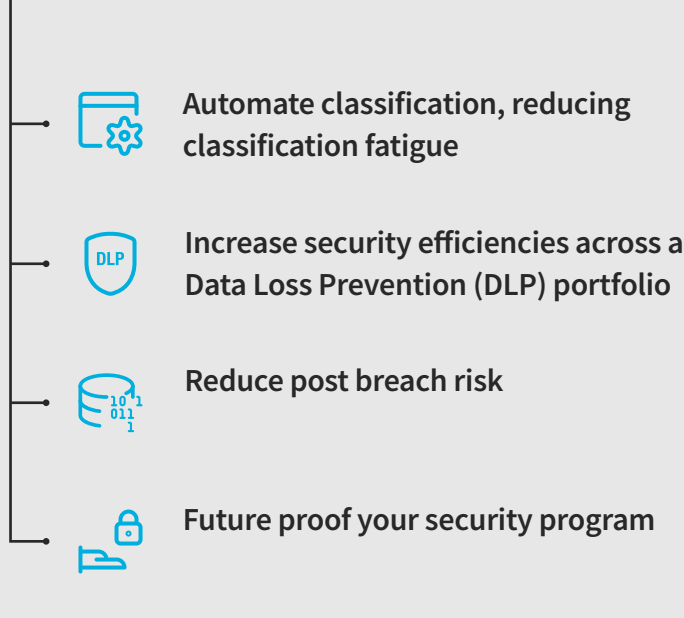 Automate classification, reducing
classification fatigue
DLP
Increase security efficiencies across a
Data Loss Prevention (DLP) portfolio
Reduce post breach risk
10 1
011
1
Future proof your security program